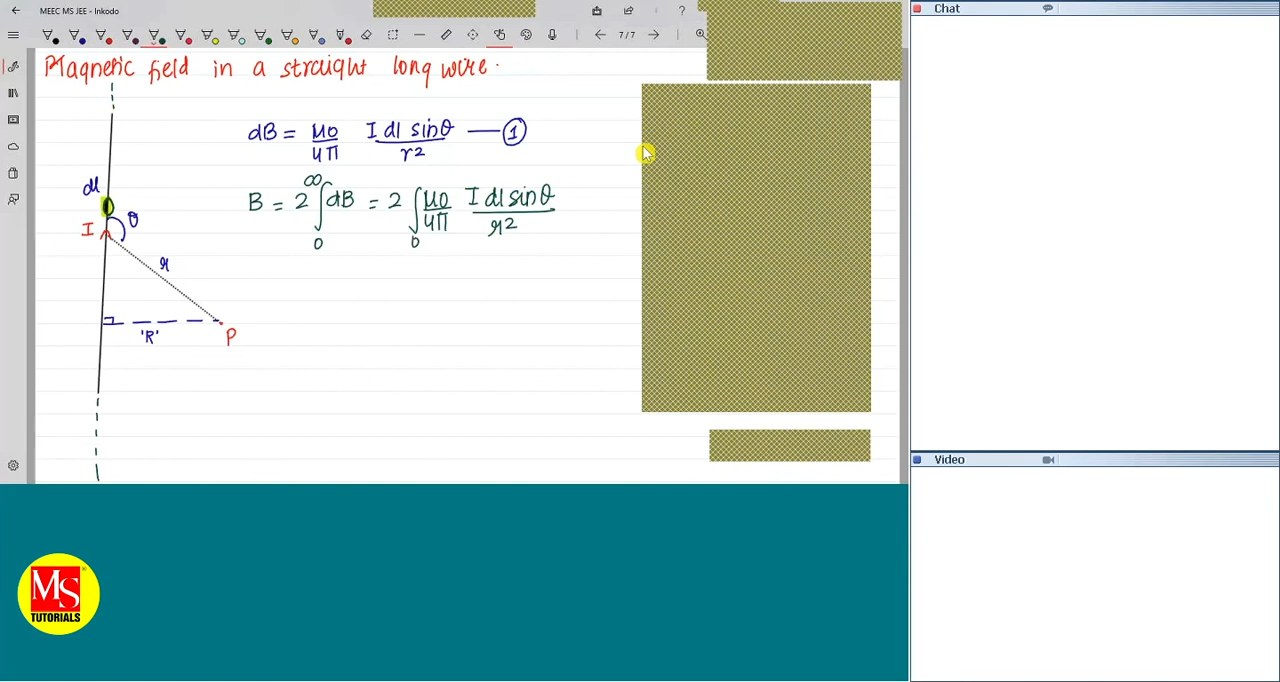 MEEC MS JEE - Inkodo
7/7
Magnetic field in a straight long wire.
dB = μ0/4π I dl sinθ/r2 — ①
B = 2 ∫0∞ dB = 2 ∫0 μ0/4π I dl sinθ/r2
dl
θ
I
r
'R'
P
Chat
Video
MS
TUTORIALS